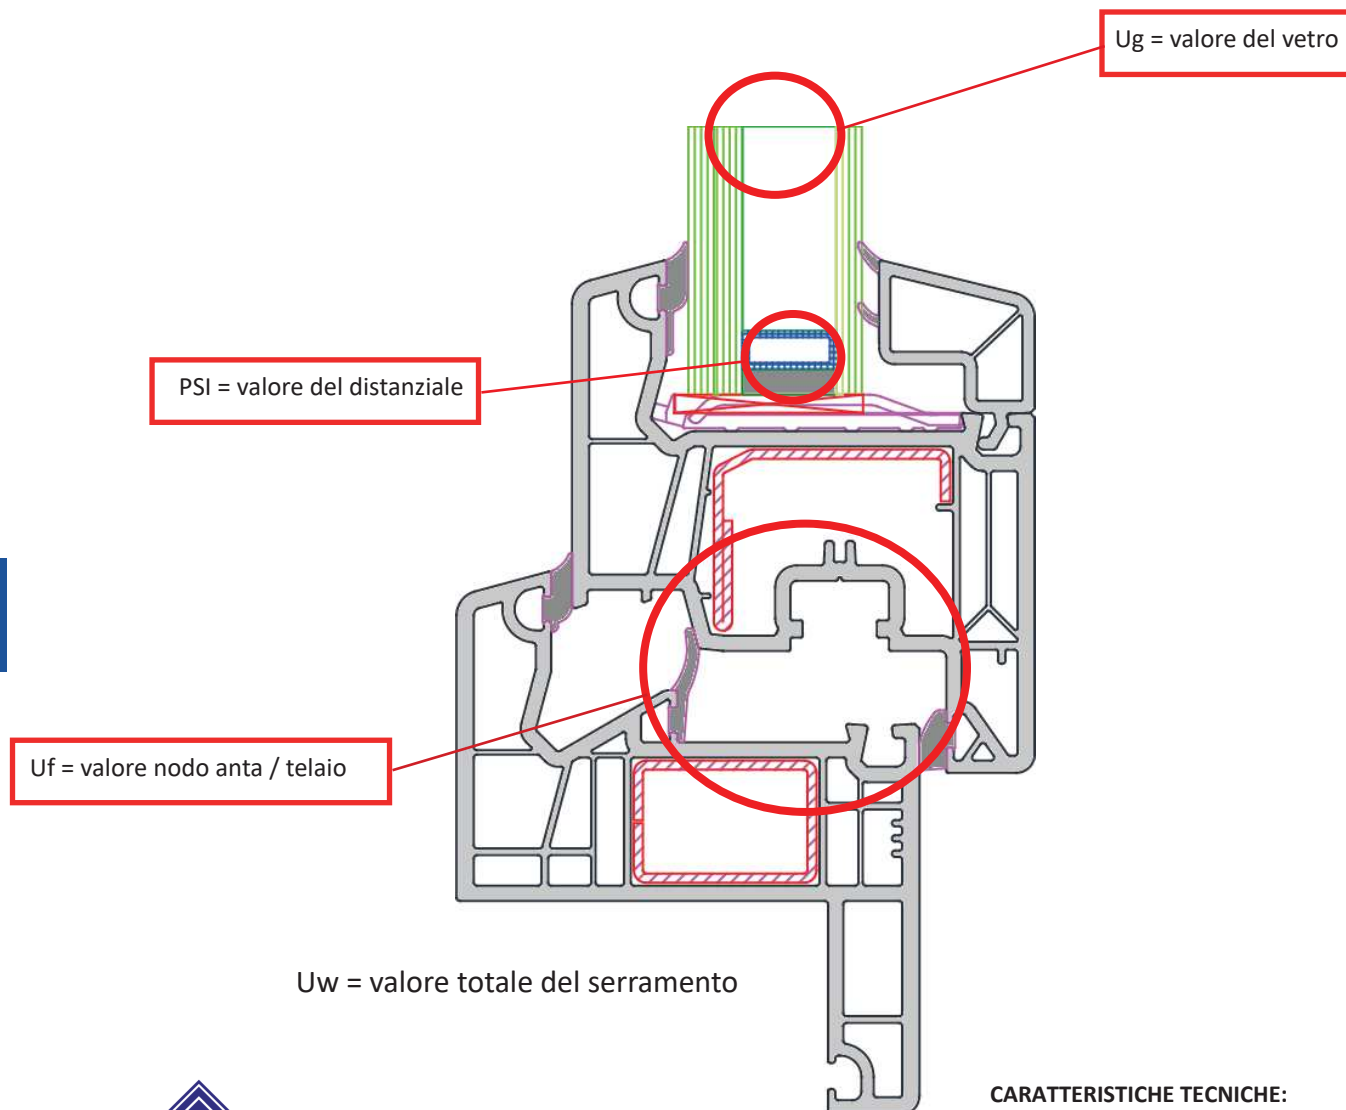 Ug = valore del vetro
PSI = valore del distanziale
Uf = valore nodo anta / telaio
Uw = valore totale del serramento
CARATTERISTICHE TECNICHE: